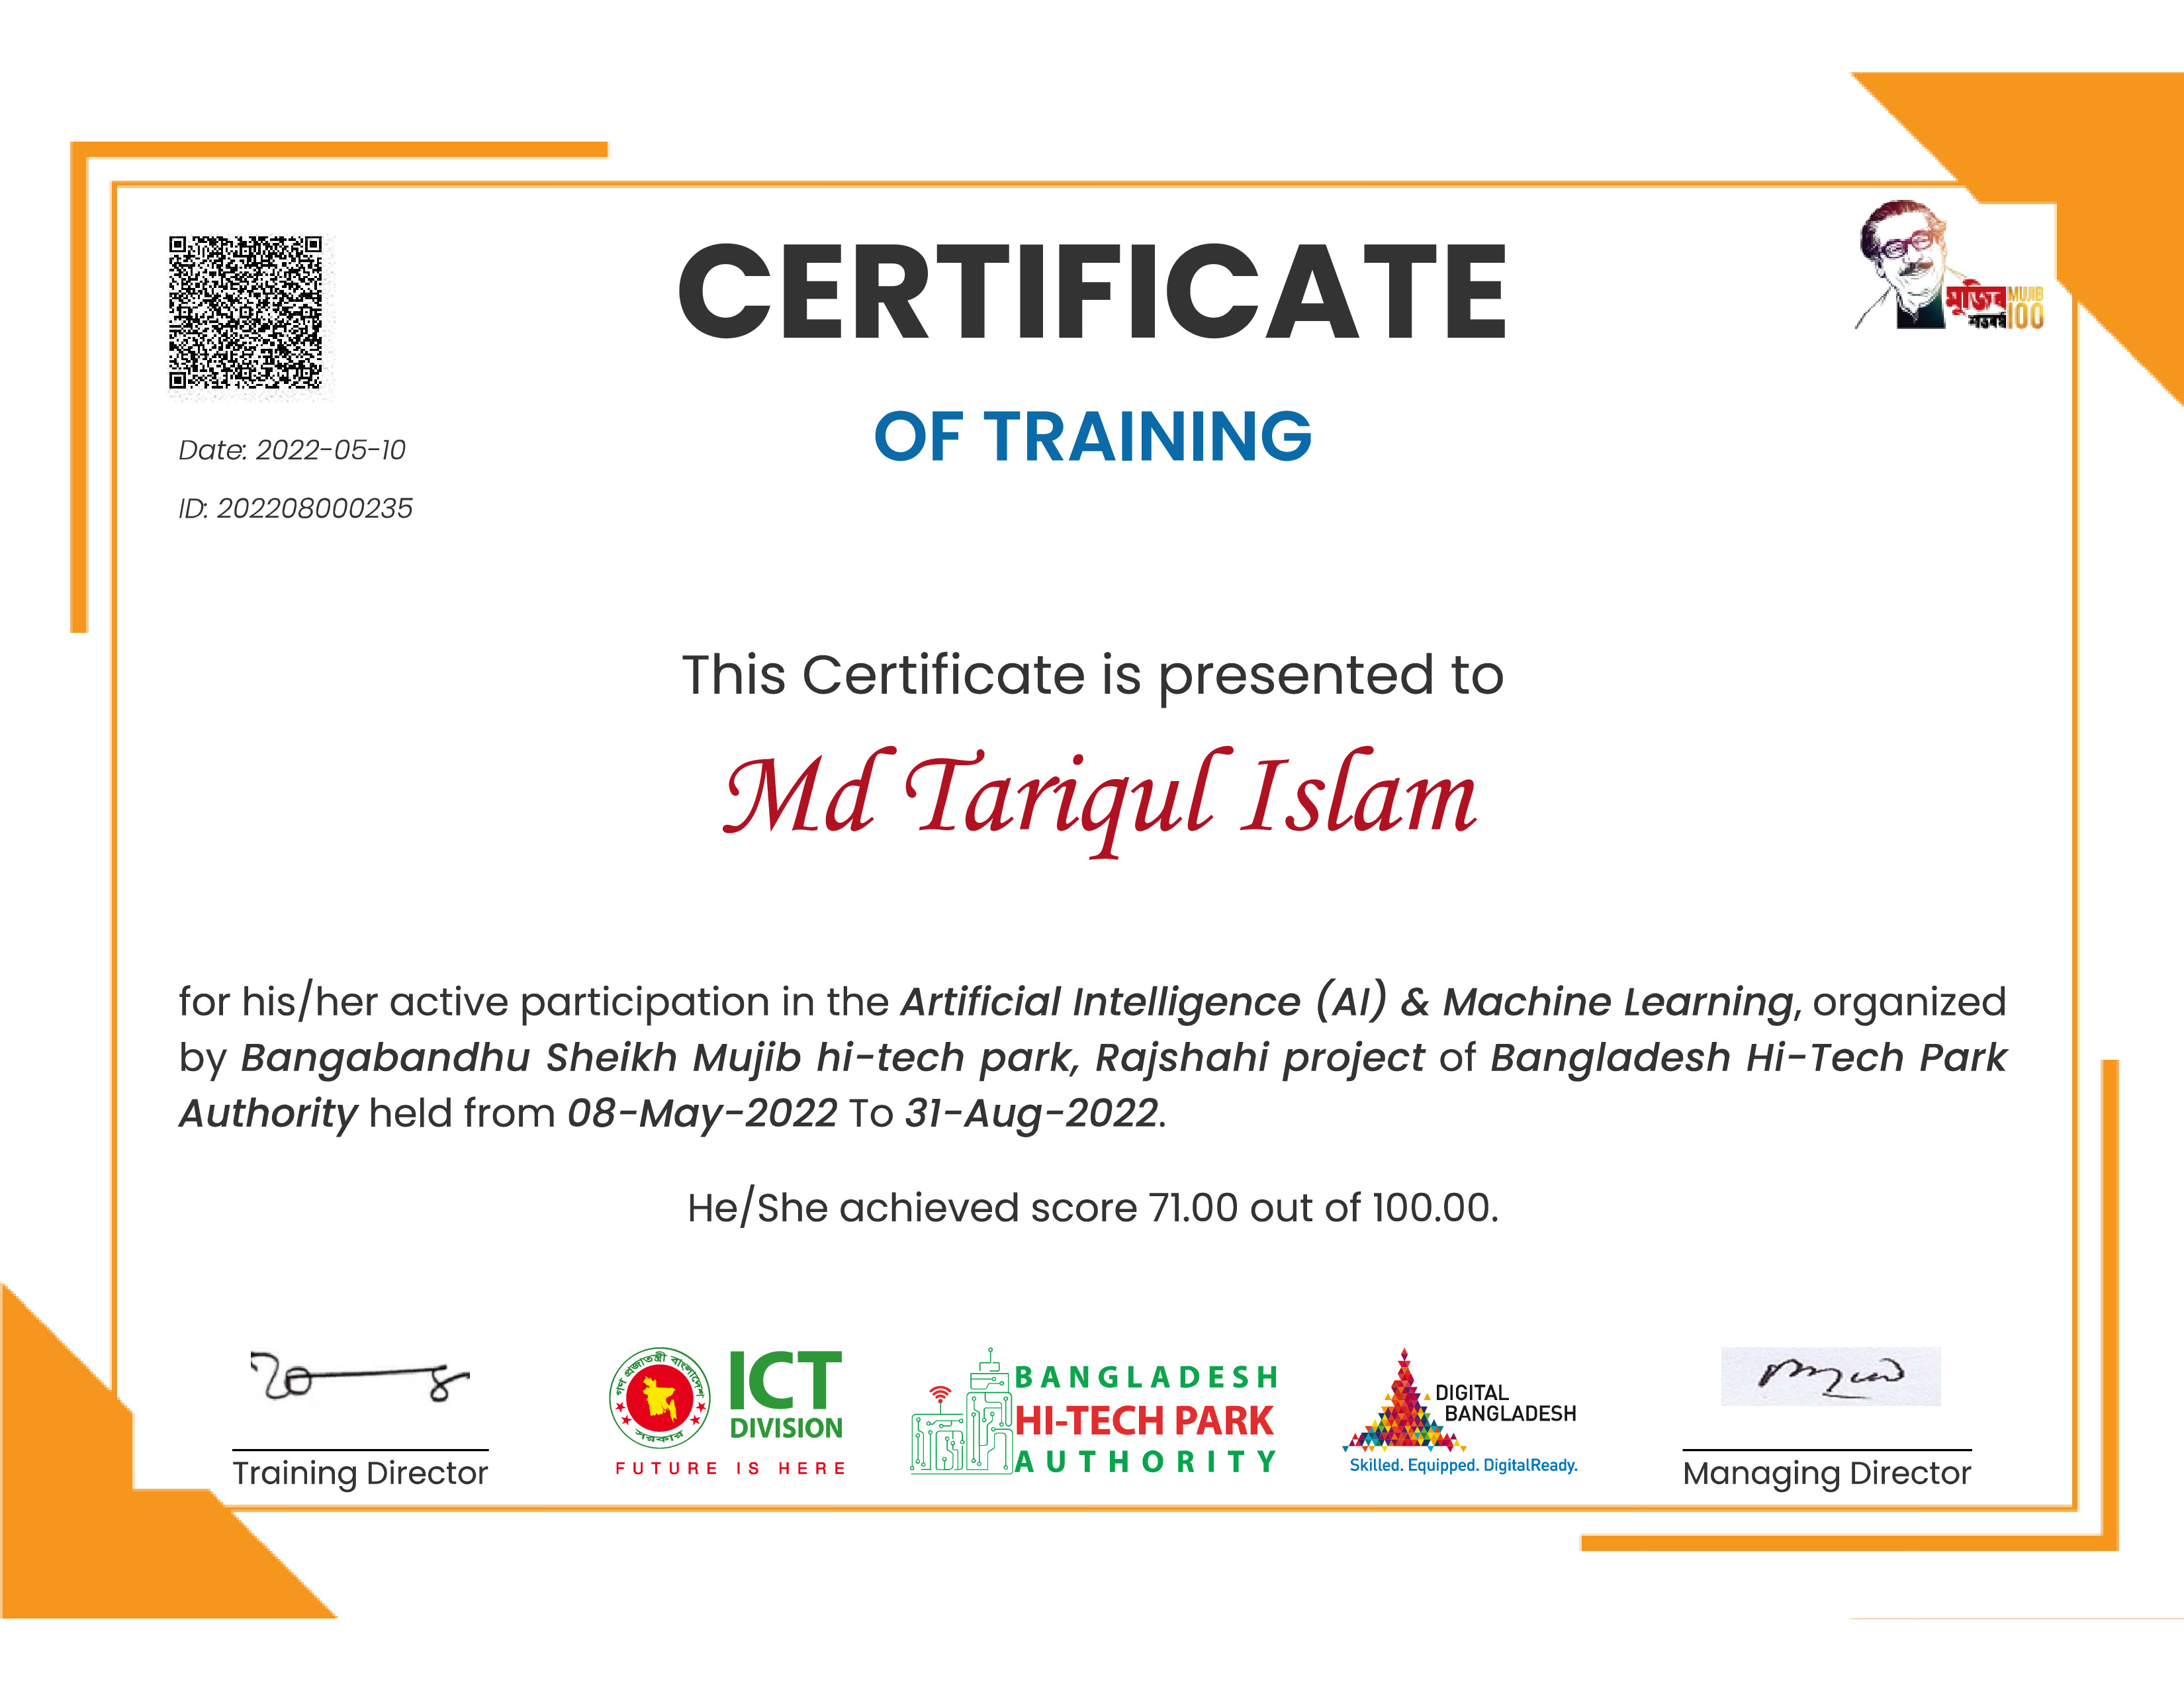 CERTIFICATE
OF TRAINING
মুজিব MUJIB
শতবর্ষ 100
Date: 2022-05-10
ID: 202208000235
This Certificate is presented to
Md Tariqul Islam
for his/her active participation in the Artificial Intelligence (AI) & Machine Learning, organized
by Bangabandhu Sheikh Mujib hi-tech park, Rajshahi project of Bangladesh Hi-Tech Park
Authority held from 08-May-2022 To 31-Aug-2022.
He/She achieved score 71.00 out of 100.00.
Training Director
গণপ্রজাতন্ত্রী বাংলাদেশ
সরকার
ICT
DIVISION
FUTURE IS HERE
BANGLADESH
HI-TECH PARK
AUTHORITY
DIGITAL
BANGLADESH
Skilled. Equipped. DigitalReady.
Managing Director